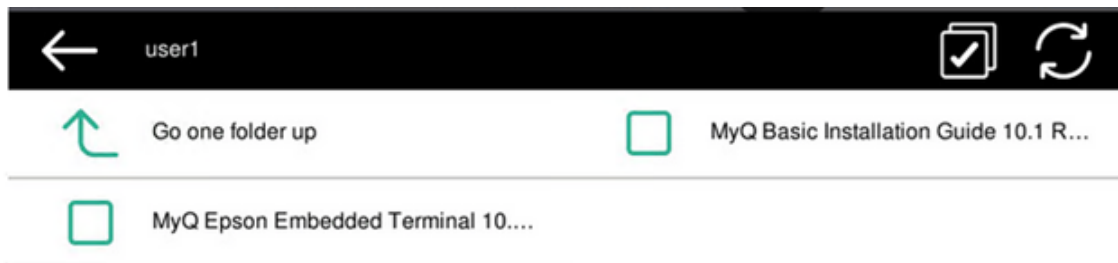 user1
Go one folder up
MyQ Basic Installation Guide 10.1 R...
MyQ Epson Embedded Terminal 10....